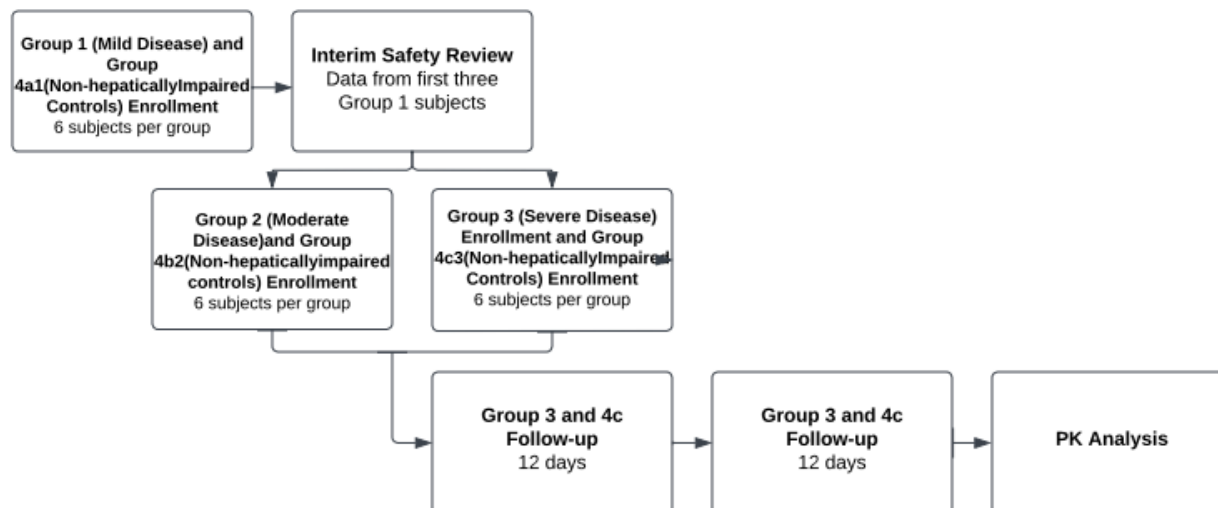 Group 1 (Mild Disease) and
Group
4a1(Non-hepaticallyImpaired
Controls) Enrollment
6 subjects per group
Interim Safety Review
Data from first three
Group 1 subjects
Group 2 (Moderate
Disease)and Group
4b2(Non-hepaticallyimpaired
controls) Enrollment
6 subjects per group
Group 3 (Severe Disease)
Enrollment and Group
4c3(Non-hepaticallyImpaired
Controls) Enrollment
6 subjects per group
Group 3 and 4c
Follow-up
12 days
Group 3 and 4c
Follow-up
12 days
PK Analysis